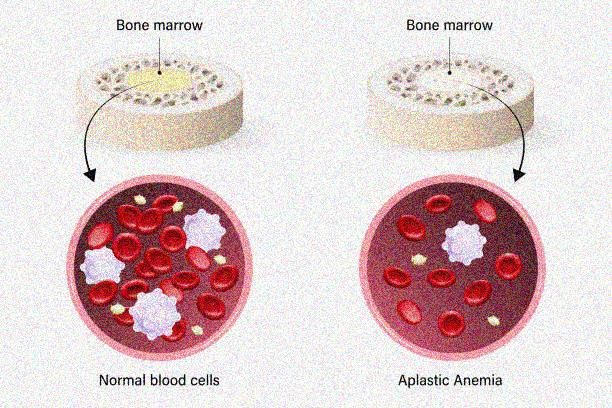 Bone marrow
Bone marrow
Normal blood cells
Aplastic Anemia